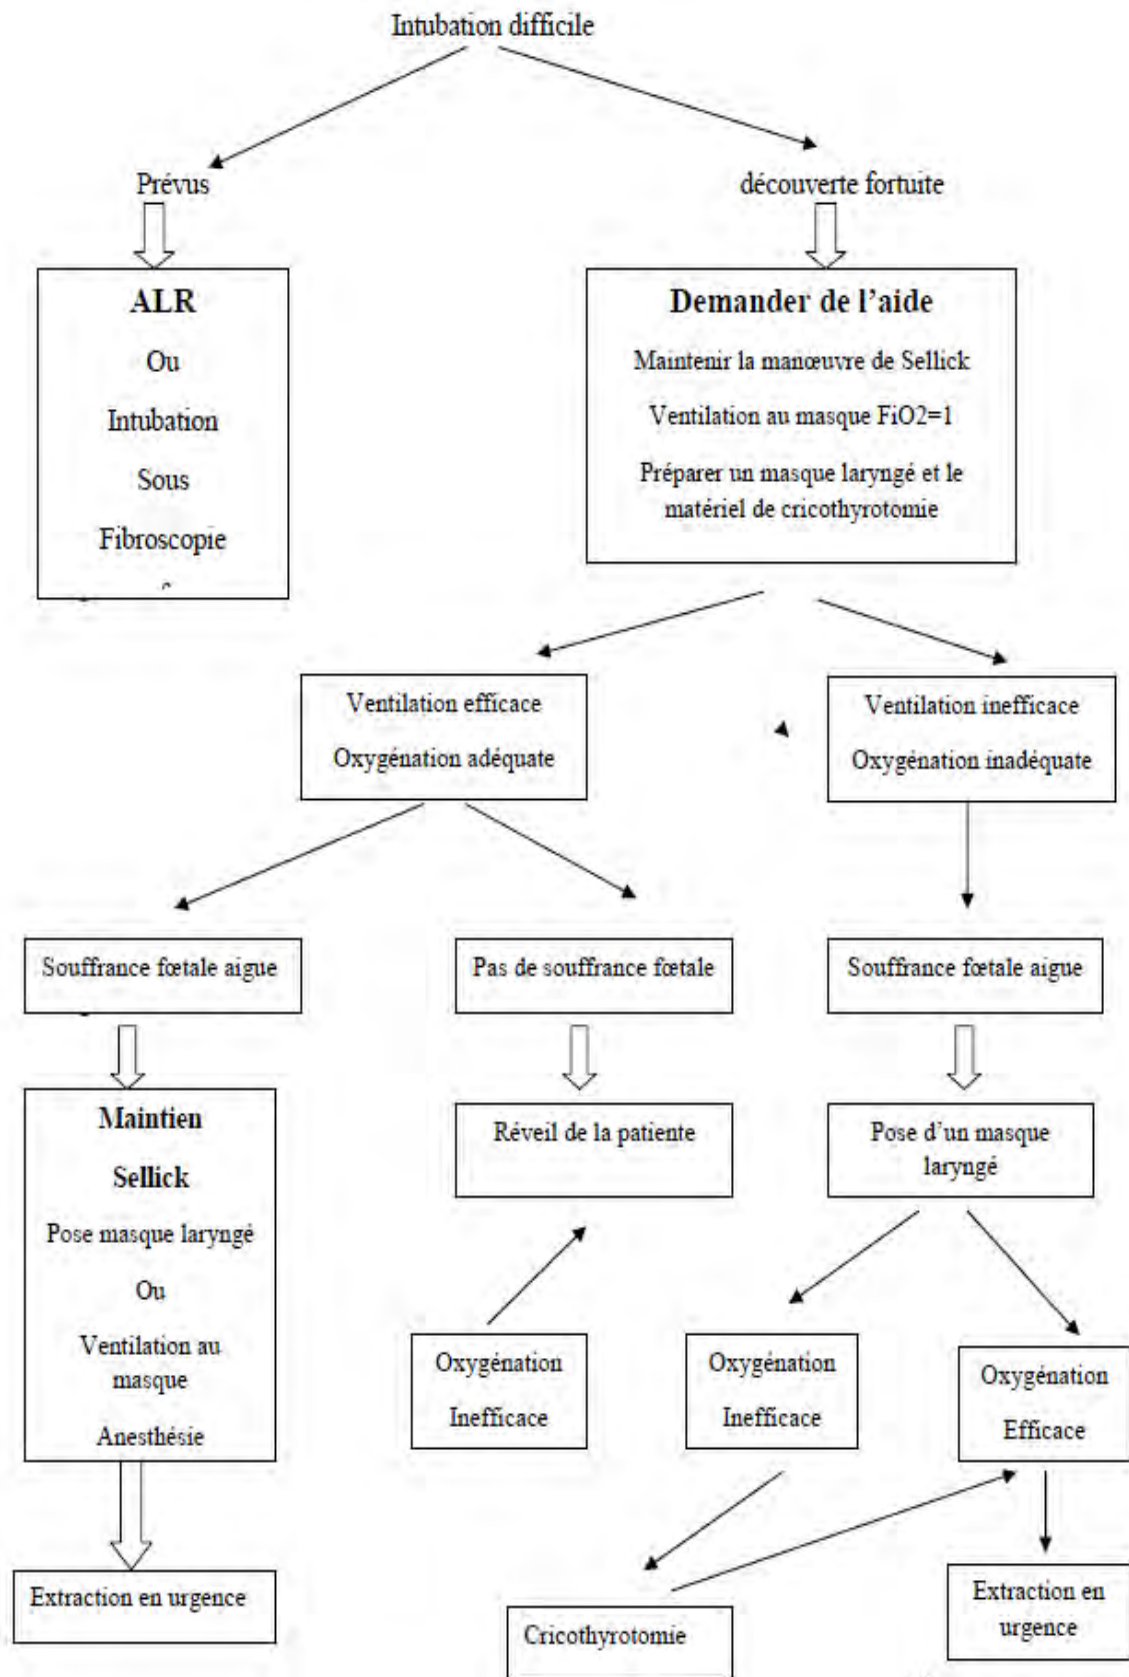 Intubation difficile
Prévus
découverte fortuite
ALR
Ou
Intubation
Sous
Fibroscopie
Demander de l'aide
Maintenir la manœuvre de Sellick
Ventilation au masque FiO2=1
Préparer un masque laryngé et le
matériel de cricothyrotomie
Ventilation efficace
Oxygénation adéquate
Ventilation inefficace
Oxygénation inadéquate
Souffrance fœtale aigue
Pas de souffrance fœtale
Souffrance fœtale aigue
Maintien
Sellick
Pose masque laryngé
Ou
Ventilation au
masque
Anesthésie
Réveil de la patiente
Pose d'un masque
laryngé
Oxygénation
Inefficace
Oxygénation
Inefficace
Oxygénation
Efficace
Extraction en urgence
Cricothyrotomie
Extraction en
urgence